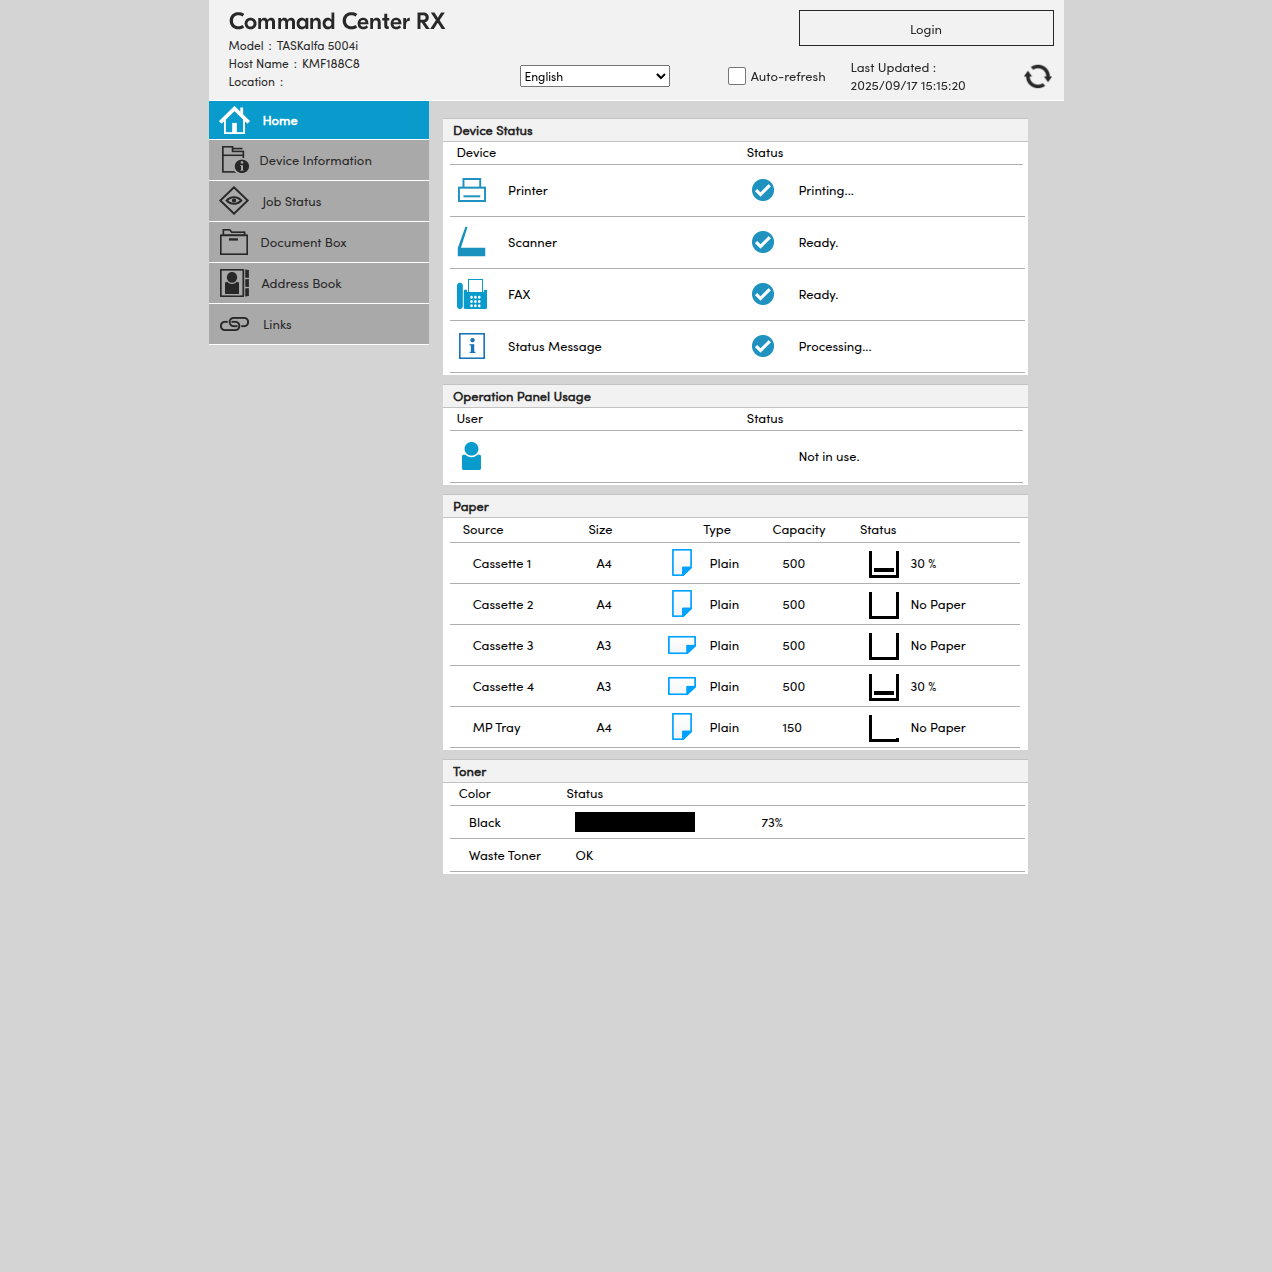 Command Center RX
Model : TASKalfa 5004i
Host Name : KMF188C8
Location :
English
Auto-refresh
Login
Last Updated :
2025/09/17 15:15:20
Home
Device Information
Job Status
Document Box
Address Book
Links
Device Status
Device Status
Printer Printing...
Scanner Ready.
FAX Ready.
Status Message Processing...
Operation Panel Usage
User Status
Not in use.
Paper
Source Size Type Capacity Status
Cassette 1 A4 Plain 500 30 %
Cassette 2 A4 Plain 500 No Paper
Cassette 3 A3 Plain 500 No Paper
Cassette 4 A3 Plain 500 30 %
MP Tray A4 Plain 150 No Paper
Toner
Color Status
Black 73%
Waste Toner OK